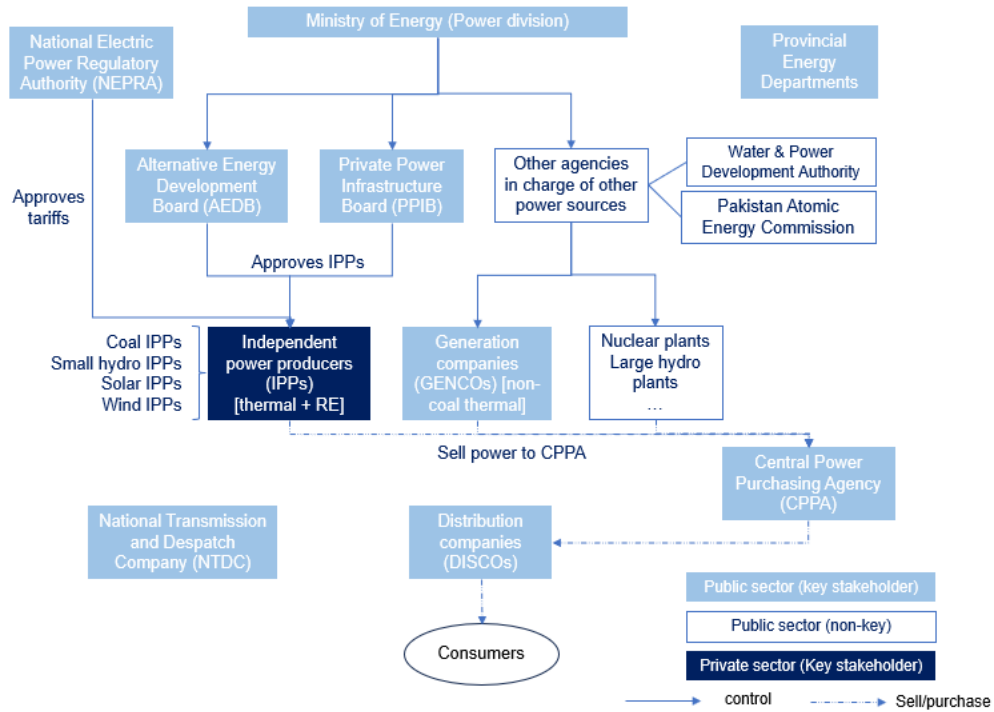 Ministry of Energy (Power division)
National Electric
Power Regulatory
Authority (NEPRA)
Provincial
Energy
Departments
Alternative Energy
Development
Board (AEDB)
Private Power
Infrastructure
Board (PPIB)
Other agencies
in charge of other
power sources
Water & Power
Development Authority
Pakistan Atomic
Energy Commission
Approves
tariffs
Approves IPPs
Coal IPPs
Small hydro IPPs
Solar IPPs
Wind IPPs
Independent
power producers
(IPPs)
[thermal + RE]
Generation
companies
(GENCOs) [non-
coal thermal]
Nuclear plants
Large hydro
plants
…
Sell power to CPPA
Central Power
Purchasing Agency
(CPPA)
National Transmission
and Despatch
Company (NTDC)
Distribution
companies
(DISCOs)
Consumers
Public sector (key stakeholder)
Public sector (non-key)
Private sector (Key stakeholder)
control
Sell/purchase